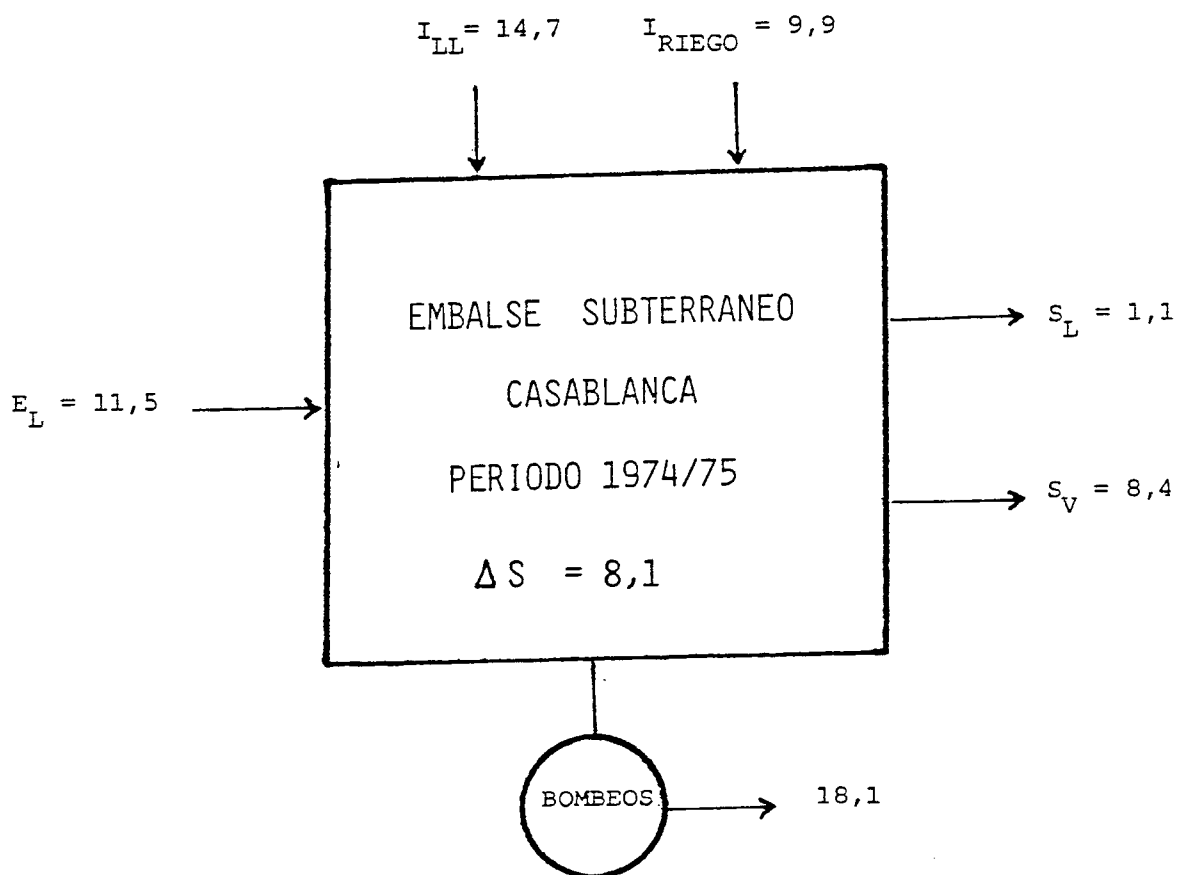 I_LL = 14,7 I_RIEGO = 9,9
EMBALSE SUBTERRANEO
S_L = 1,1
CASABLANCA
E_L = 11,5
PERIODO 1974/75
S_V = 8,4
Δ S = 8,1
BOMBEOS 18,1